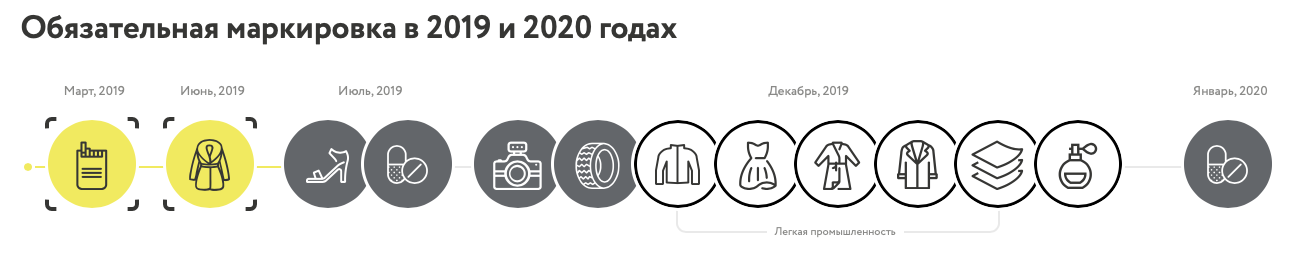 Обязательная маркировка в 2019 и 2020 годах
Март, 2019
Июнь, 2019
Июль, 2019
Декабрь, 2019
Январь, 2020
Легкая промышленность